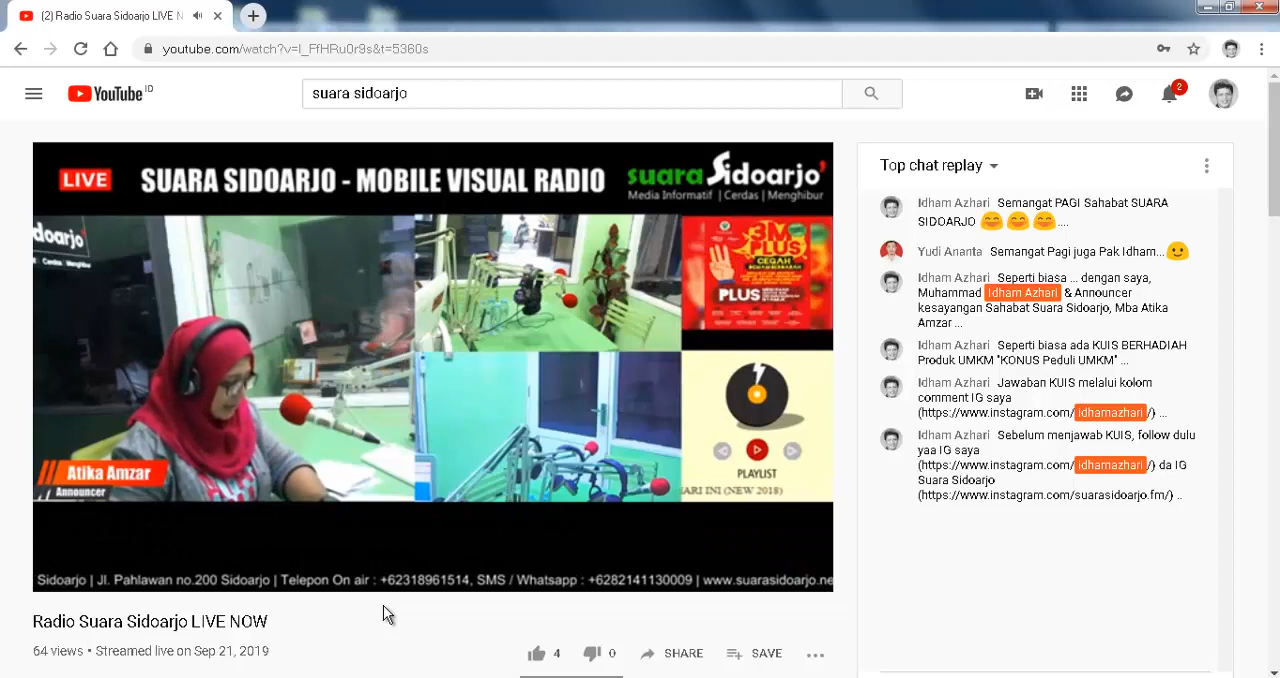 (2) Radio Suara Sidoarjo LIVE N
youtube.com/watch?v=l_FfHRu0r9s&t=5360s
YouTube ID
suara sidoarjo
2
LIVE
SUARA SIDOARJO - MOBILE VISUAL RADIO
suara Sidoarjo'
Media Informatif | Cerdas | Menghibur
doarjo'
Cerdas Menghibur
3M
PLUS
CEGAH
PLUS
PLAYLIST
ARI INI (NEW 2018)
Atika Amzar
Announcer
Sidoarjo | Jl. Pahlawan no.200 Sidoarjo | Telepon On air : +62318961514, SMS / Whatsapp : +6282141130009 | www.suarasidoarjo.ne
Radio Suara Sidoarjo LIVE NOW
64 views • Streamed live on Sep 21, 2019
4
0
SHARE
SAVE
Top chat replay
Idham Azhari Semangat PAGI Sahabat SUARA
SIDOARJO 😊 😊 😊 ....
Yudi Ananta Semangat Pagi juga Pak Idham... 🙂
Idham Azhari Seperti biasa ... dengan saya,
Muhammad Idham Azhari & Announcer
kesayangan Sahabat Suara Sidoarjo, Mba Atika
Amzar ...
Idham Azhari Seperti biasa ada KUIS BERHADIAH
Produk UMKM "KONUS Peduli UMKM" ...
Idham Azhari Jawaban KUIS melalui kolom
comment IG saya
(https://www.instagram.com/idhamazhari/) ...
Idham Azhari Sebelum menjawab KUIS, follow dulu
yaa IG saya
(https://www.instagram.com/idhamazhari/) da IG
Suara Sidoarjo
(https://www.instagram.com/suarasidoarjo.fm/) ..